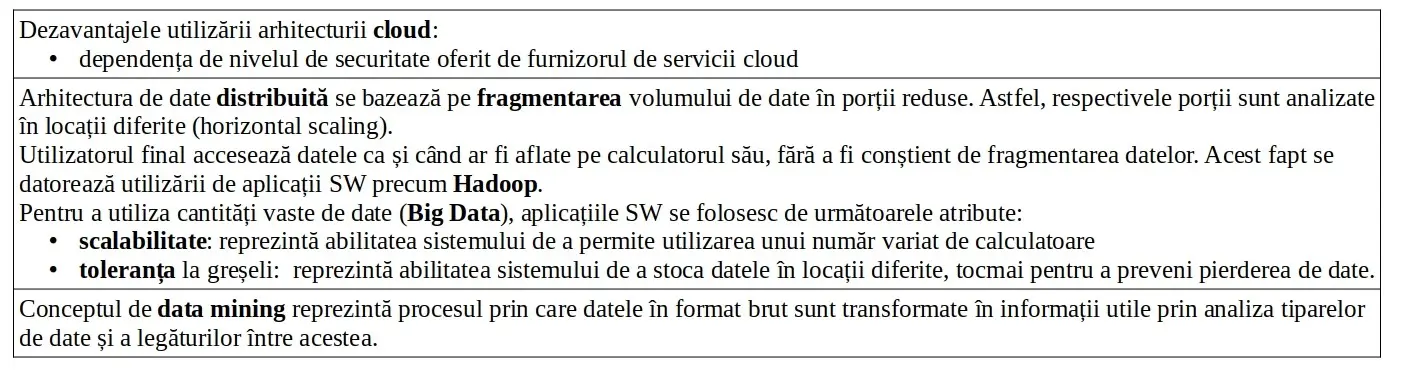 Dezavantajele utilizării arhitecturii cloud:
• dependența de nivelul de securitate oferit de furnizorul de servicii cloud
Arhitectura de date distribuită se bazează pe fragmentarea volumului de date în porții reduse. Astfel, respectivele porții sunt analizate
în locații diferite (horizontal scaling).
Utilizatorul final accesează datele ca și când ar fi aflate pe calculatorul său, fără a fi conștient de fragmentarea datelor. Acest fapt se
datorează utilizării de aplicații SW precum Hadoop.
Pentru a utiliza cantități vaste de date (Big Data), aplicațiile SW se folosesc de următoarele atribute:
• scalabilitate: reprezintă abilitatea sistemului de a permite utilizarea unui număr variat de calculatoare
• toleranța la greșeli: reprezintă abilitatea sistemului de a stoca datele în locații diferite, tocmai pentru a preveni pierderea de date.
Conceptul de data mining reprezintă procesul prin care datele în format brut sunt transformate în informații utile prin analiza tiparelor
de date și a legăturilor între acestea.